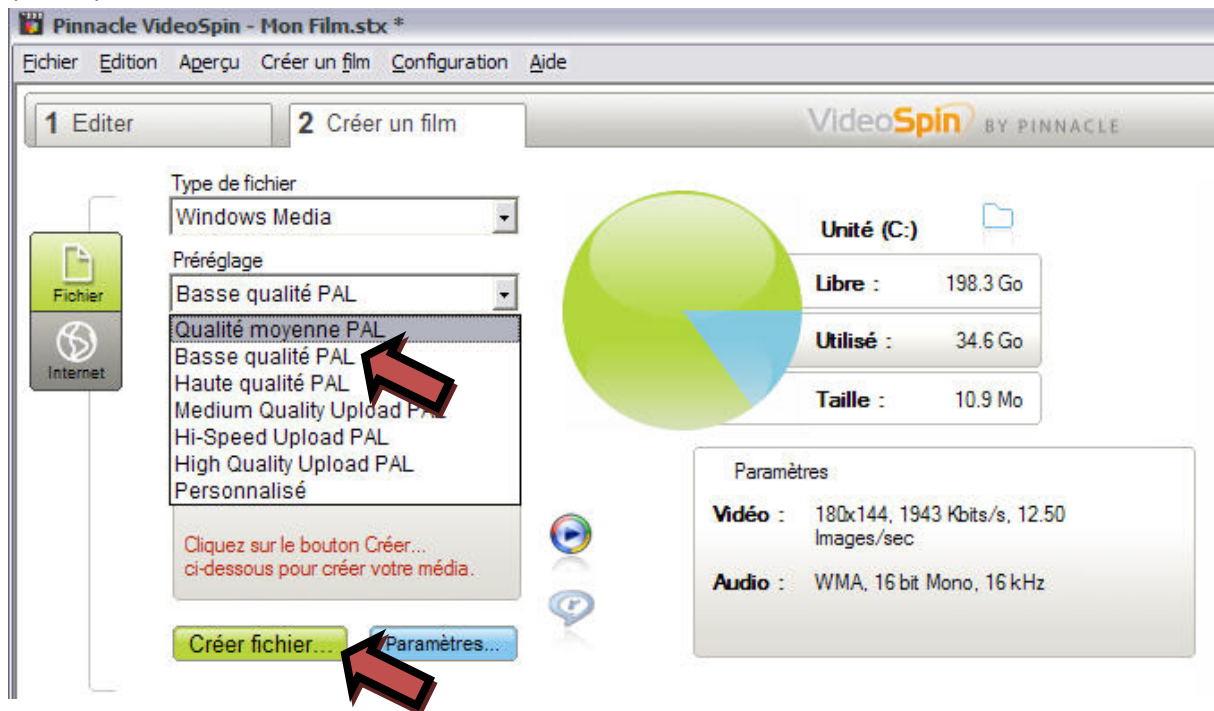 Pinnacle VideoSpin - Mon Film.stx *
Fichier Edition Aperçu Créer un film Configuration Aide
1 Editer
2 Créer un film
VideoSpin BY PINNACLE
Type de fichier
Windows Media
Préréglage
Basse qualité PAL
Qualité moyenne PAL
Basse qualité PAL
Haute qualité PAL
Medium Quality Upload PAL
Hi-Speed Upload PAL
High Quality Upload PAL
Personnalisé
Fichier
Internet
Cliquez sur le bouton Créer...
ci-dessous pour créer votre média.
Créer fichier...
Paramètres...
Unité (C:)
Libre : 198.3 Go
Utilisé : 34.6 Go
Taille : 10.9 Mo
Paramètres
Vidéo : 180x144, 1943 Kbits/s, 12.50
Images/sec
Audio : WMA, 16 bit Mono, 16 kHz